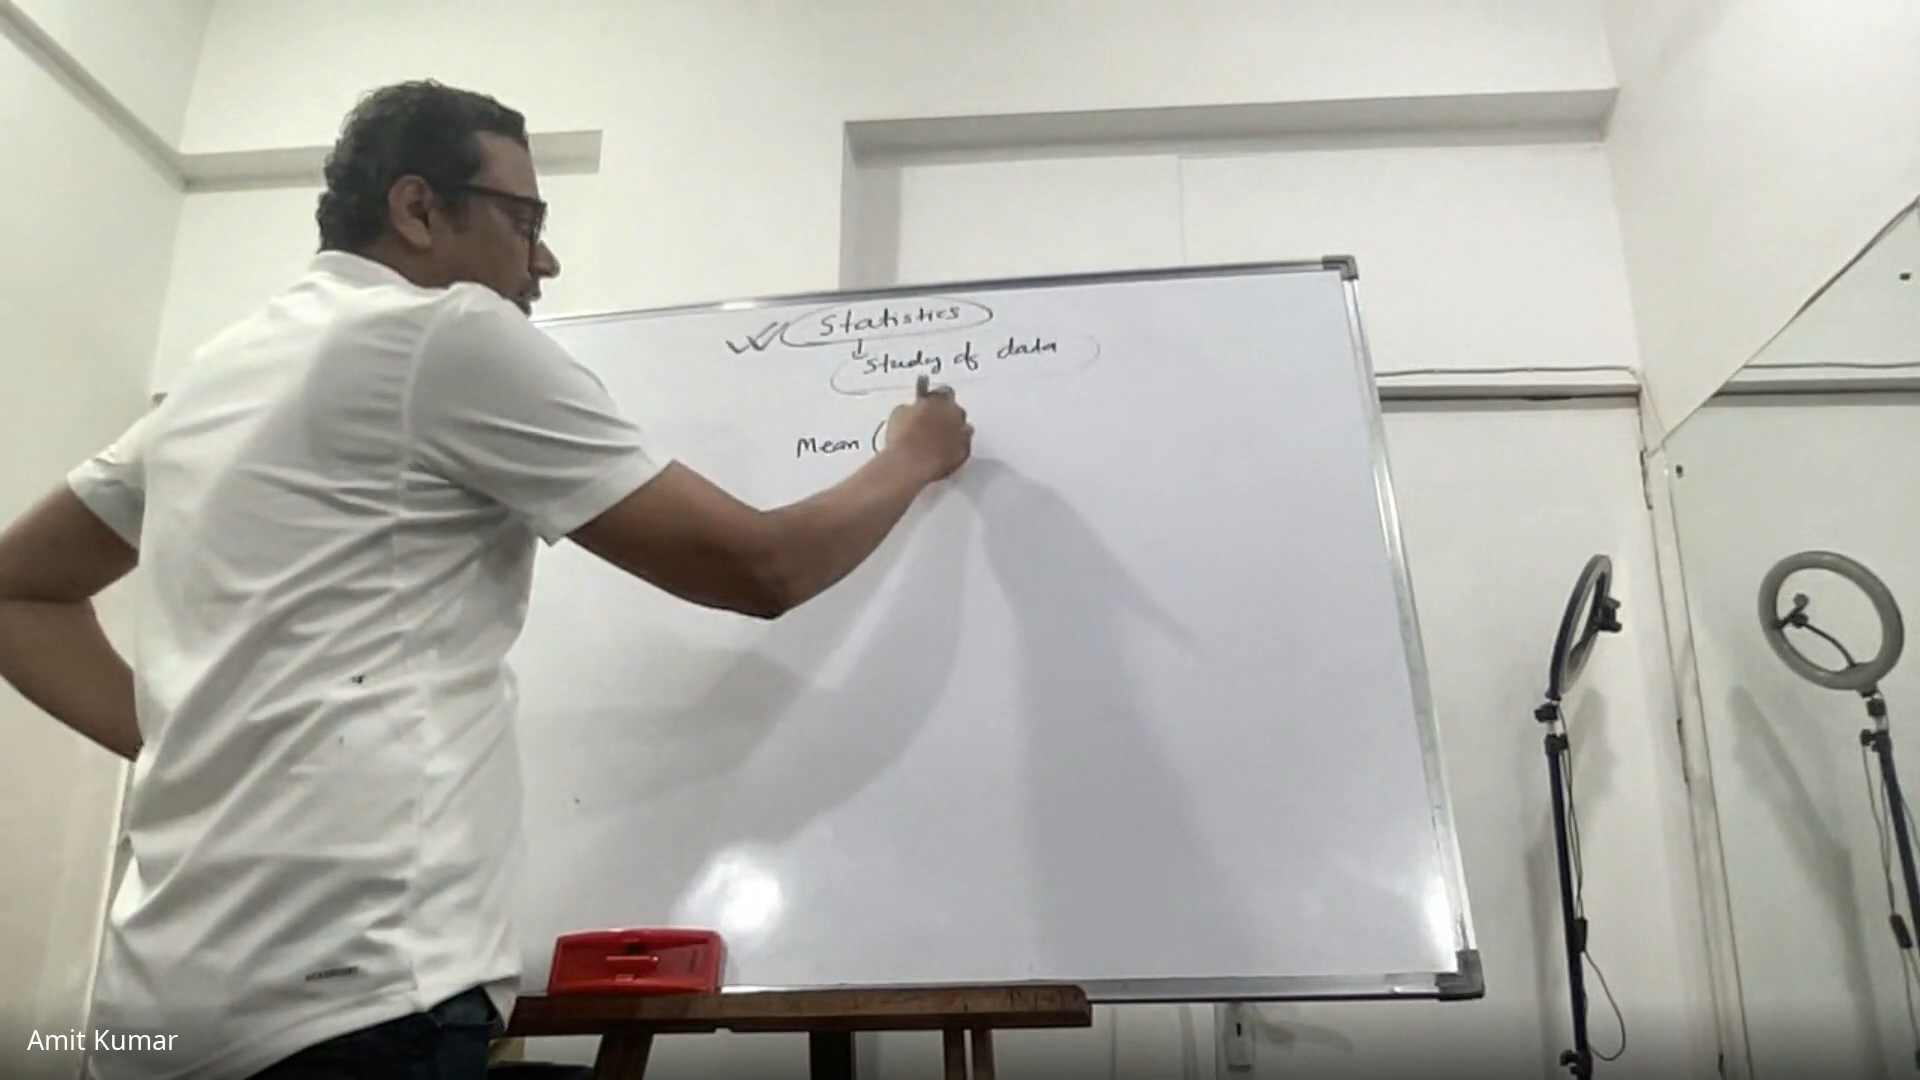 Statistics
Study of data
Mean (
Amit Kumar